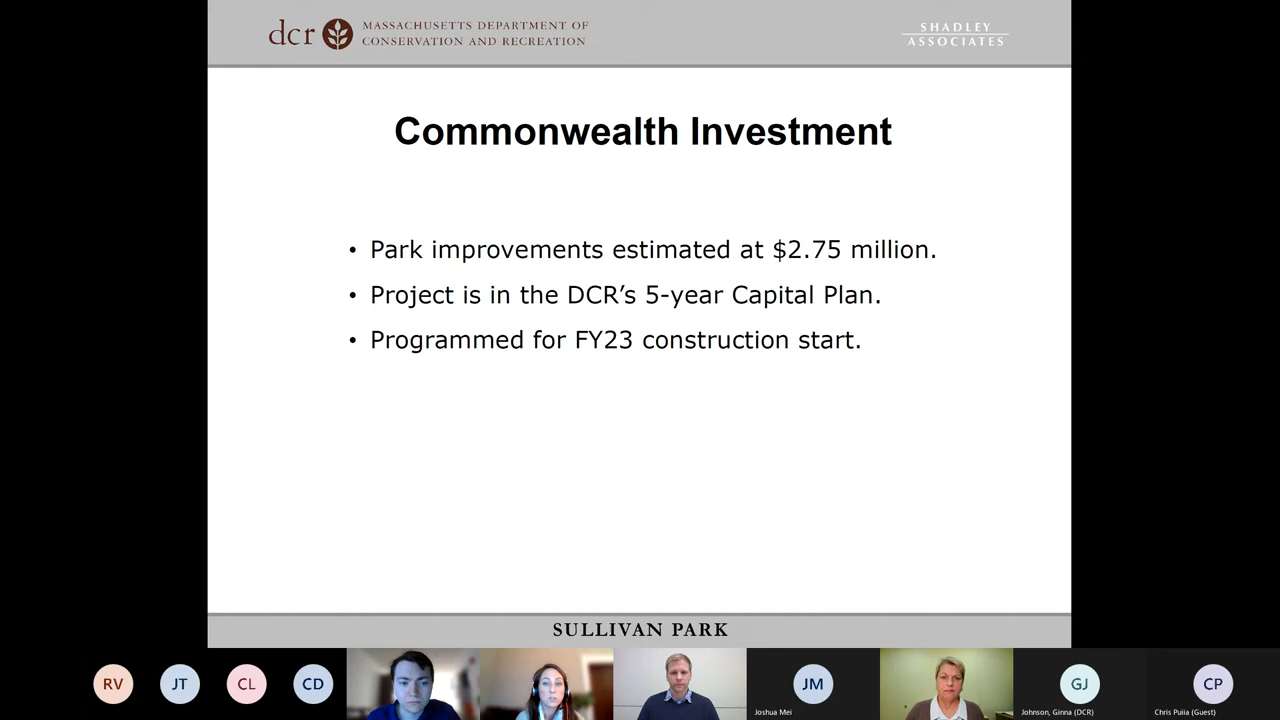 dcr
MASSACHUSETTS DEPARTMENT OF
CONSERVATION AND RECREATION
SHADLEY
ASSOCIATES
Commonwealth Investment
• Park improvements estimated at $2.75 million.
• Project is in the DCR’s 5-year Capital Plan.
• Programmed for FY23 construction start.
SULLIVAN PARK
RV
JT
CL
CD
JM
Joshua Mei
GJ
Johnson, Ginna (DCR)
CP
Chris Puiia (Guest)